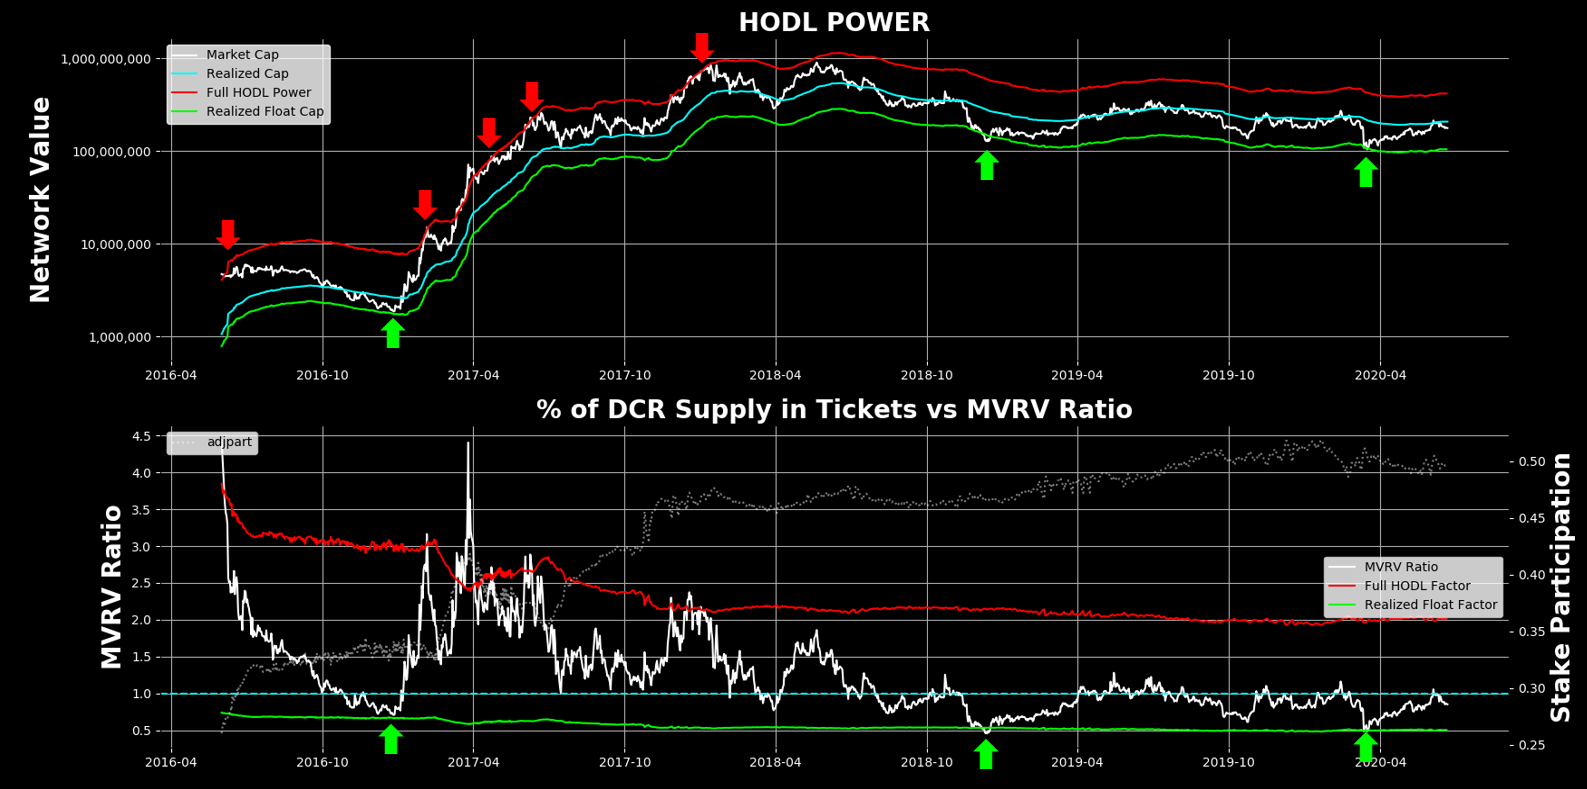 HODL POWER
Network Value
1,000,000,000
100,000,000
10,000,000
1,000,000
Market Cap
Realized Cap
Full HODL Power
Realized Float Cap
2016-04
2016-10
2017-04
2017-10
2018-04
2018-10
2019-04
2019-10
2020-04
% of DCR Supply in Tickets vs MVRV Ratio
MVRV Ratio
4.5
4.0
3.5
3.0
2.5
2.0
1.5
1.0
0.5
adjpart
MVRV Ratio
Full HODL Factor
Realized Float Factor
0.50
0.45
0.40
0.35
0.30
0.25
Stake Participation
2016-04
2016-10
2017-04
2017-10
2018-04
2018-10
2019-04
2019-10
2020-04